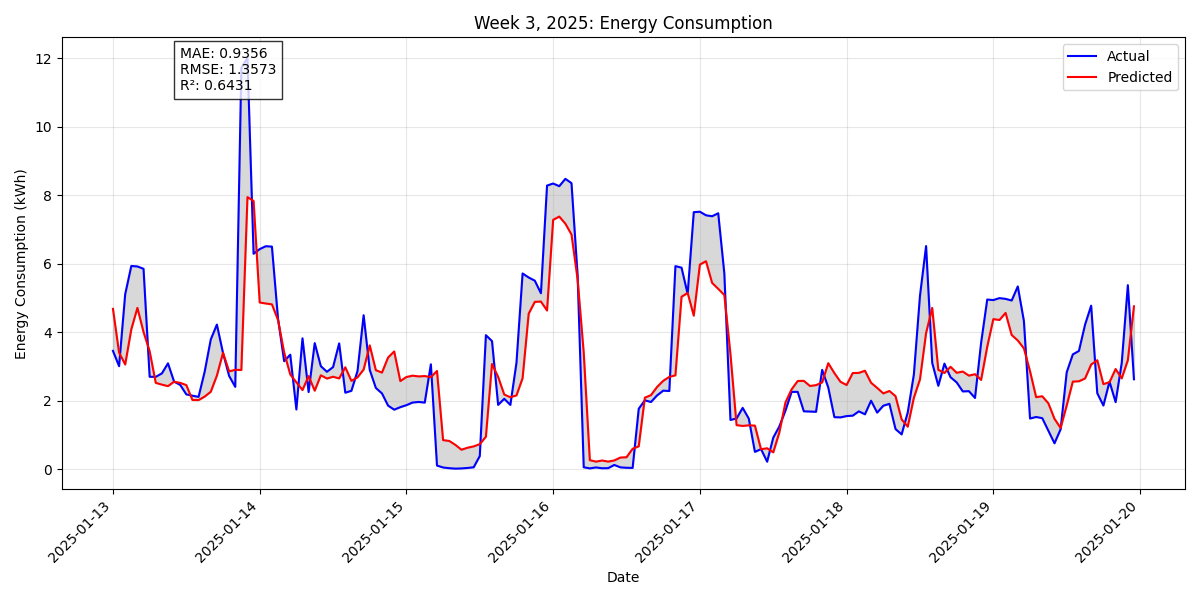 Week 3, 2025: Energy Consumption
MAE: 0.9356
RMSE: 1.3573
R²: 0.6431
Actual
Predicted
Energy Consumption (kWh)
12
10
8
6
4
2
0
2025-01-13
2025-01-14
2025-01-15
2025-01-16
2025-01-17
2025-01-18
2025-01-19
2025-01-20
Date